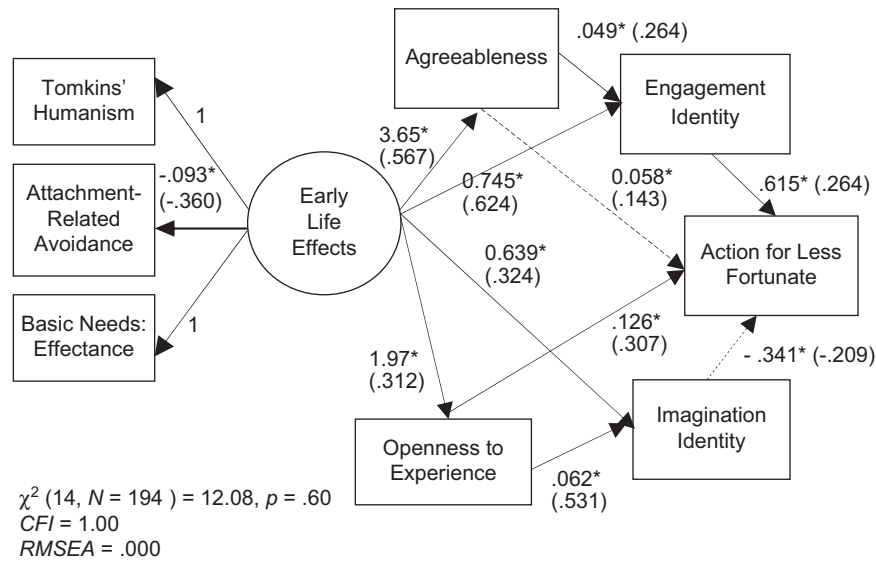 Tomkins'
Humanism
1
Attachment-
Related
Avoidance
-.093*
(-.360)
Basic Needs:
Effectance
1
Early
Life
Effects
Agreeableness
.049* (.264)
Engagement
Identity
3.65*
(.567)
0.745*
(.624)
0.058*
(.143)
.615* (.264)
0.639*
(.324)
Action for Less
Fortunate
.126*
(.307)
- .341* (-.209)
1.97*
(.312)
Openness to
Experience
.062*
(.531)
Imagination
Identity
χ² (14, N = 194 ) = 12.08, p = .60
CFI = 1.00
RMSEA = .000